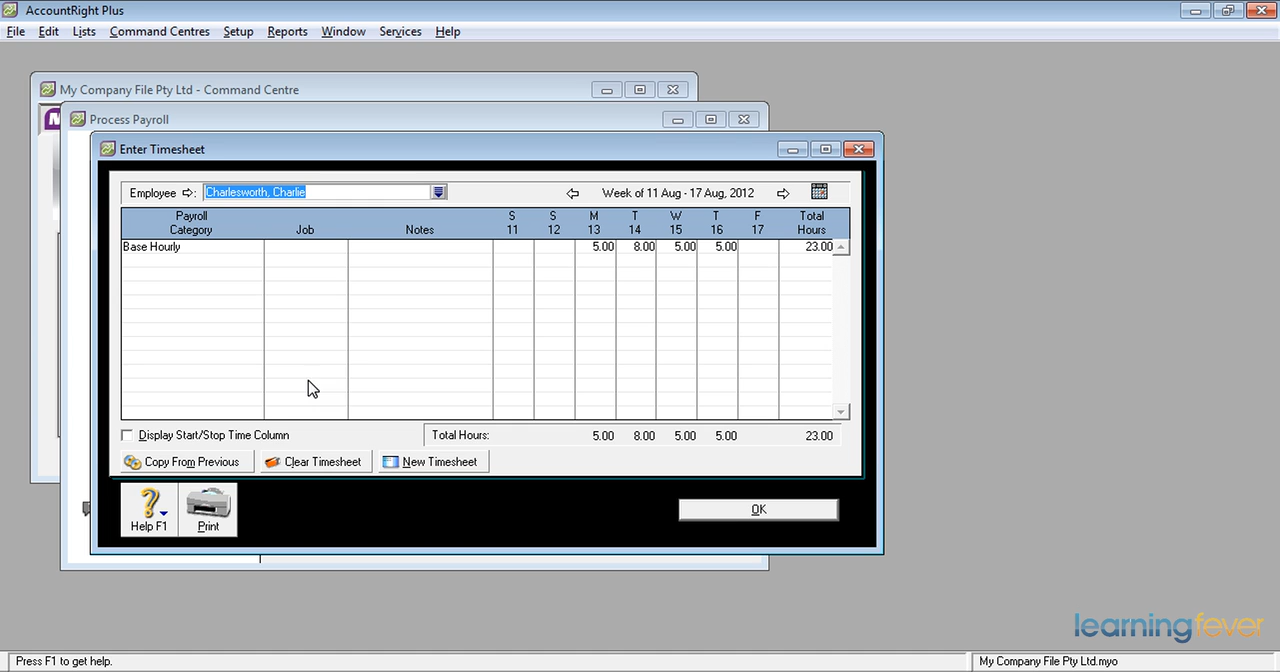 AccountRight Plus
File Edit Lists Command Centres Setup Reports Window Services Help
My Company File Pty Ltd - Command Centre
Process Payroll
Enter Timesheet
Employee Charlesworth, Charlie Week of 11 Aug - 17 Aug, 2012
Payroll Category Job Notes S 11 S 12 M 13 T 14 W 15 T 16 F 17 Total Hours
Base Hourly 5.00 8.00 5.00 5.00 23.00
Display Start/Stop Time Column Total Hours: 5.00 8.00 5.00 5.00 23.00
Copy From Previous Clear Timesheet New Timesheet
Help F1 Print OK
learningfever
Press F1 to get help. My Company File Pty Ltd.myo